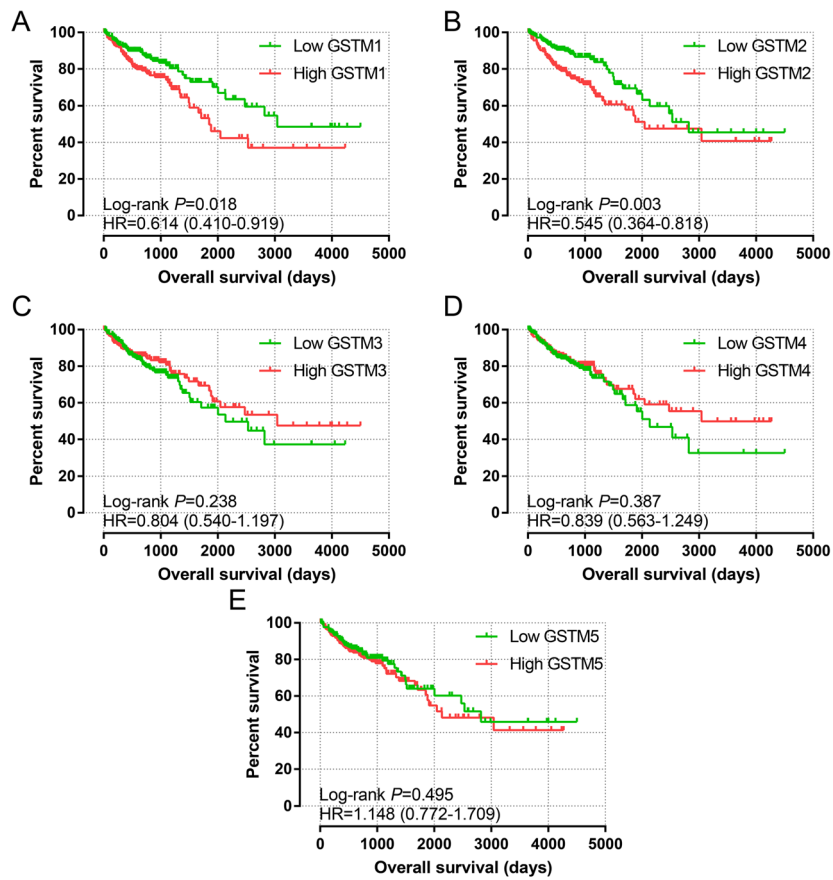 A
Percent survival
100
80
60
40
20
0
Low GSTM1
High GSTM1
Log-rank P=0.018
HR=0.614 (0.410-0.919)
0 1000 2000 3000 4000 5000
Overall survival (days)
B
Percent survival
100
80
60
40
20
0
Low GSTM2
High GSTM2
Log-rank P=0.003
HR=0.545 (0.364-0.818)
0 1000 2000 3000 4000 5000
Overall survival (days)
C
Percent survival
100
80
60
40
20
0
Low GSTM3
High GSTM3
Log-rank P=0.238
HR=0.804 (0.540-1.197)
0 1000 2000 3000 4000 5000
Overall survival (days)
D
Percent survival
100
80
60
40
20
0
Low GSTM4
High GSTM4
Log-rank P=0.387
HR=0.839 (0.563-1.249)
0 1000 2000 3000 4000 5000
Overall survival (days)
E
Percent survival
100
80
60
40
20
0
Low GSTM5
High GSTM5
Log-rank P=0.495
HR=1.148 (0.772-1.709)
0 1000 2000 3000 4000 5000
Overall survival (days)